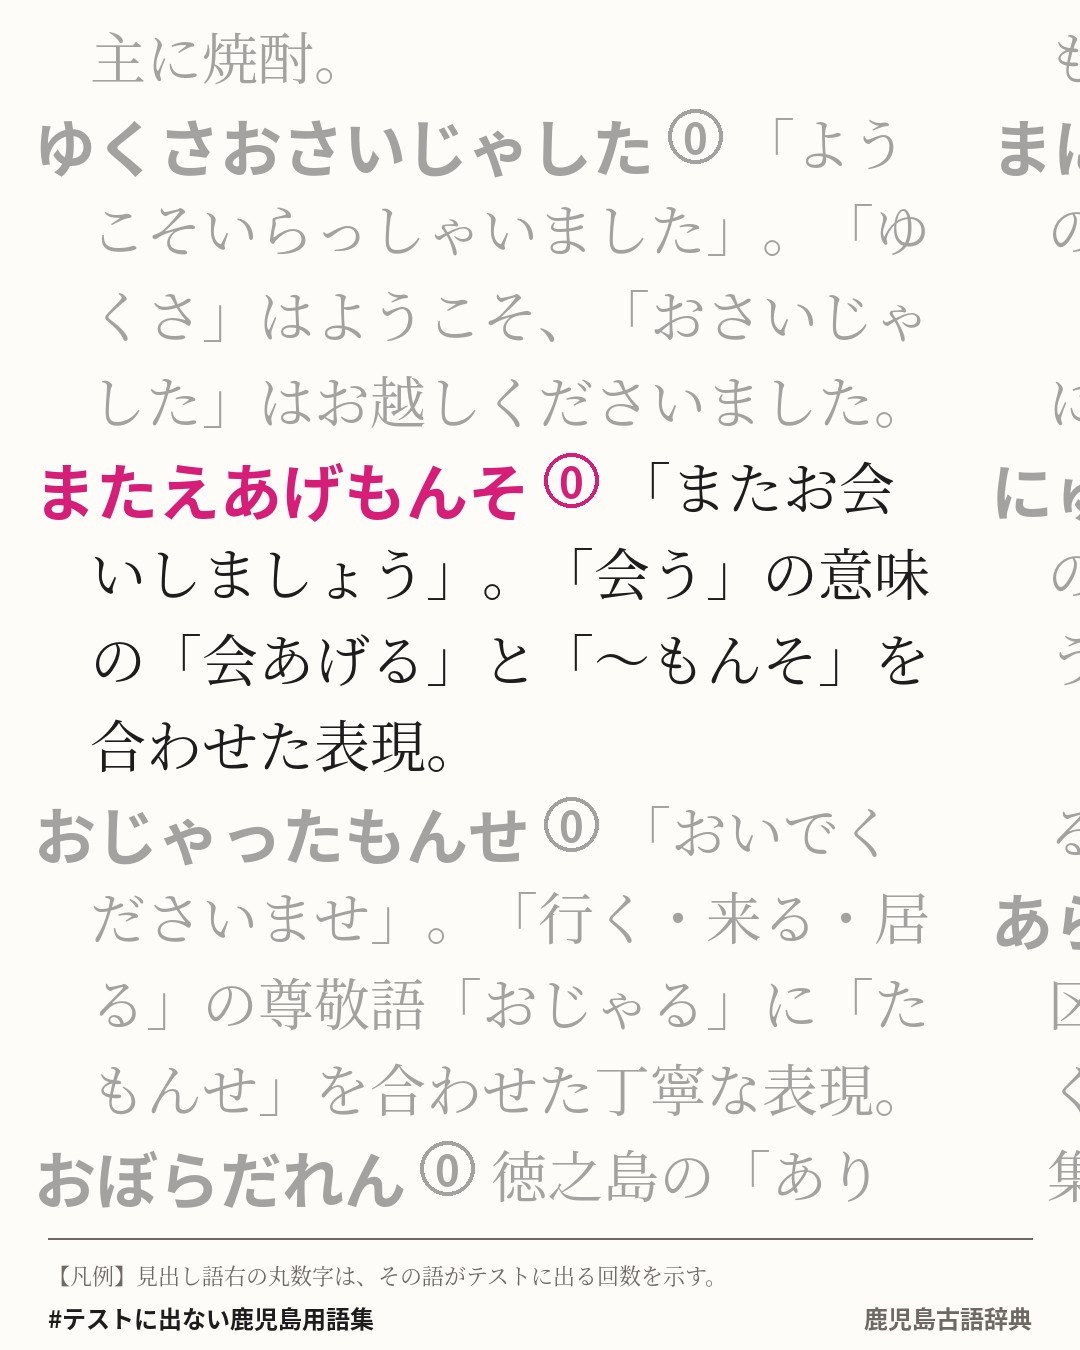 主に焼酎。
ゆくさおさいじゃした⓪「よう
こそいらっしゃいました」。「ゆ
くさ」はようこそ、「おさいじゃ
した」はお越しくださいました。
またえあげもんそ⓪「またお会
いしましょう」。「会う」の意味
の「会あげる」と「〜もんそ」を
合わせた表現。
おじゃったもんせ⓪「おいでく
ださいませ」。「行く・来る・居
る」の尊敬語「おじゃる」に「た
もんせ」を合わせた丁寧な表現。
おぼらだれん⓪徳之島の「あり
ま
の
に
の
う
る
あ
く
集
【凡例】見出し語右の丸数字は、その語がテストに出る回数を示す。
#テストに出ない鹿児島用語集
鹿児島古語辞典